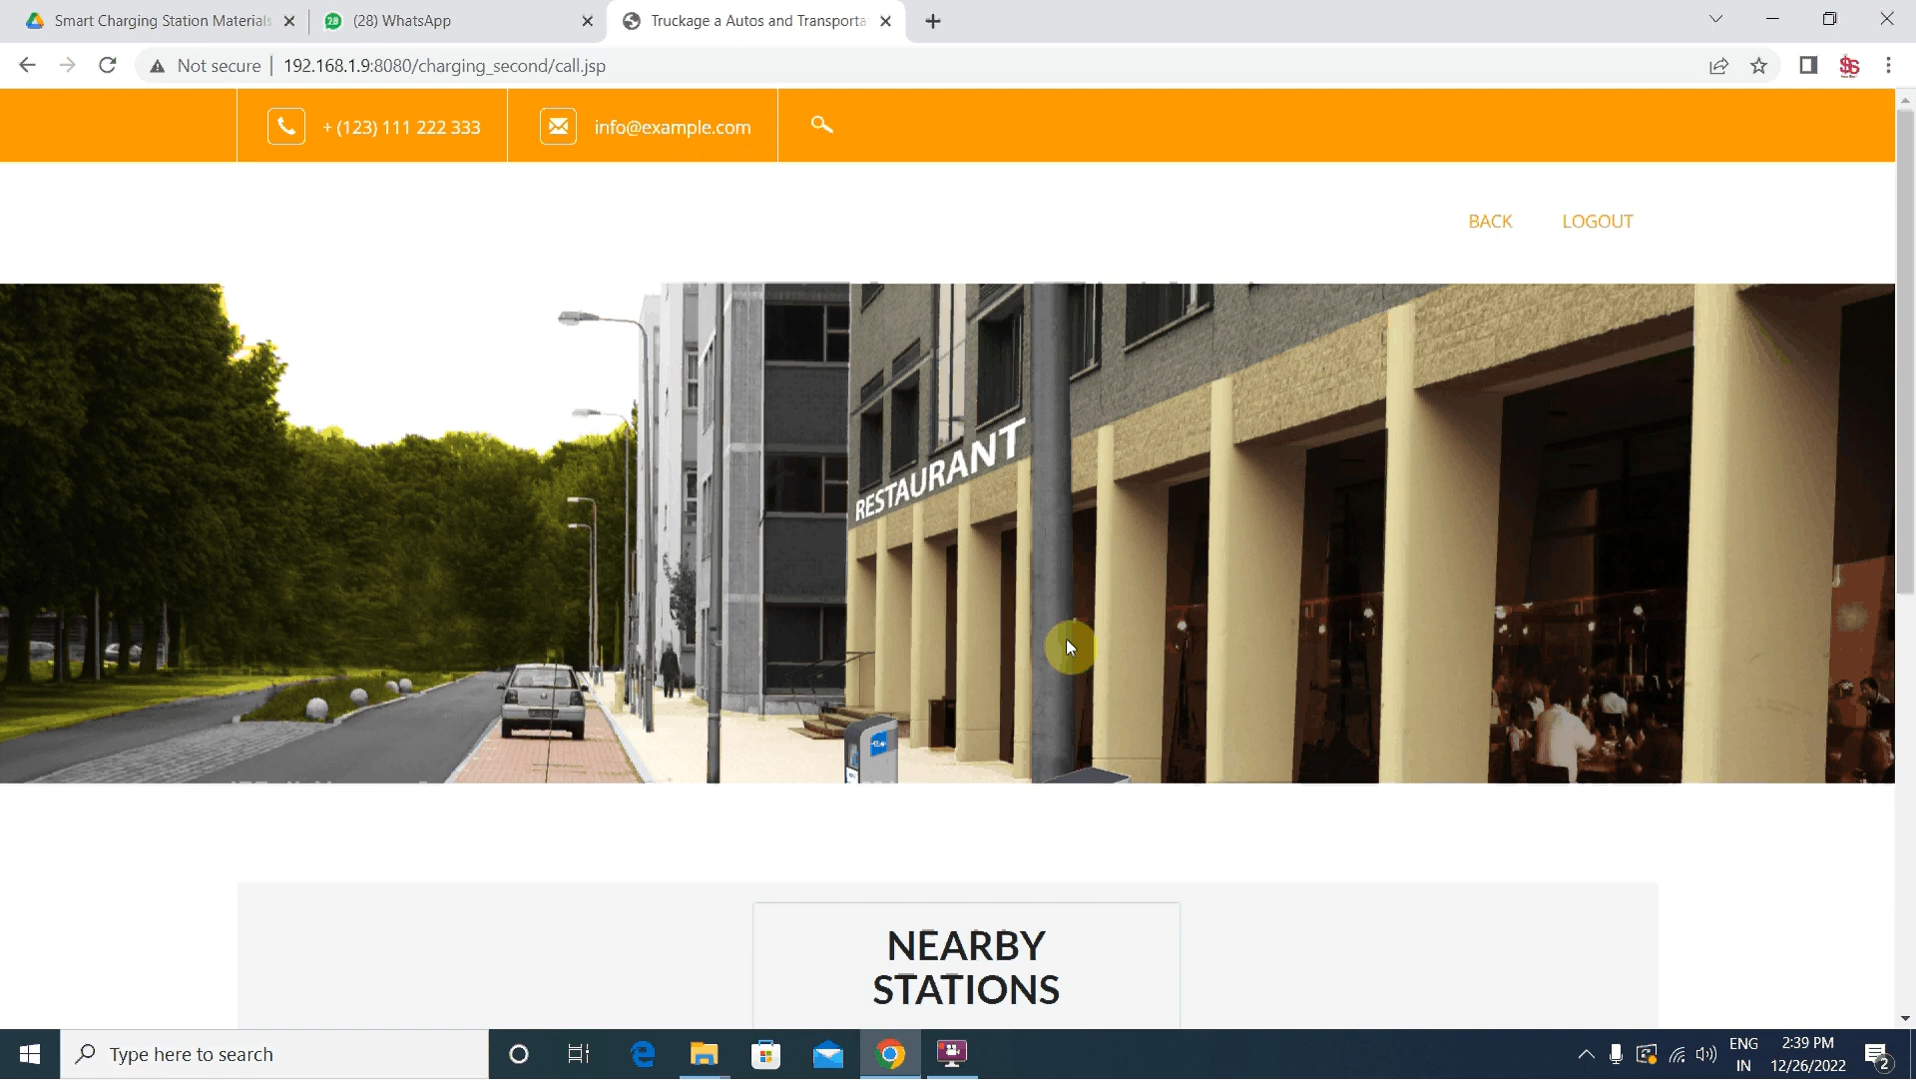 Smart Charging Station Materials
(28) WhatsApp
Truckage a Autos and Transporta
Not secure
192.168.1.9:8080/charging_second/call.jsp
+ (123) 111 222 333
info@example.com
BACK
LOGOUT
RESTAURANT
NEARBY
STATIONS
Type here to search
ENG
IN
2:39 PM
12/26/2022
2